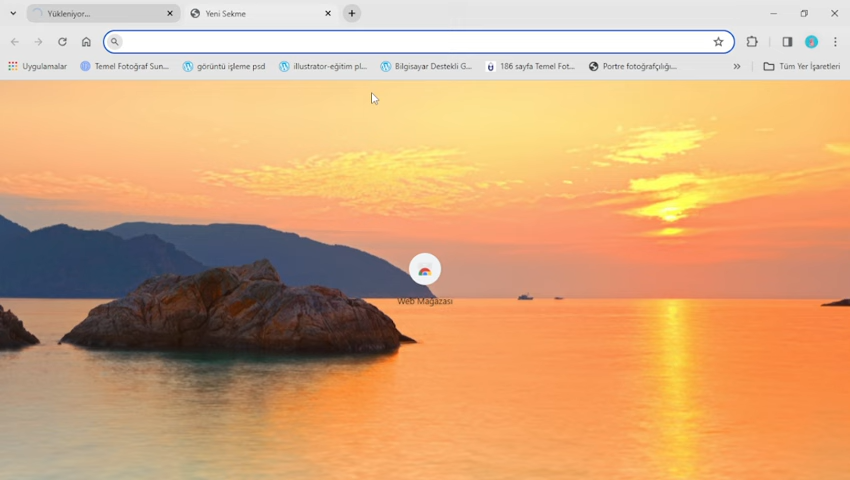 Yükleniyor...
Yeni Sekme
Uygulamalar
Temel Fotoğraf Sun...
görüntü işleme psd
illustrator-eğitim pl...
Bilgisayar Destekli G...
186 sayfa Temel Fot...
Portre fotoğrafçılığı...
Tüm Yer İşaretleri
Web Mağazası